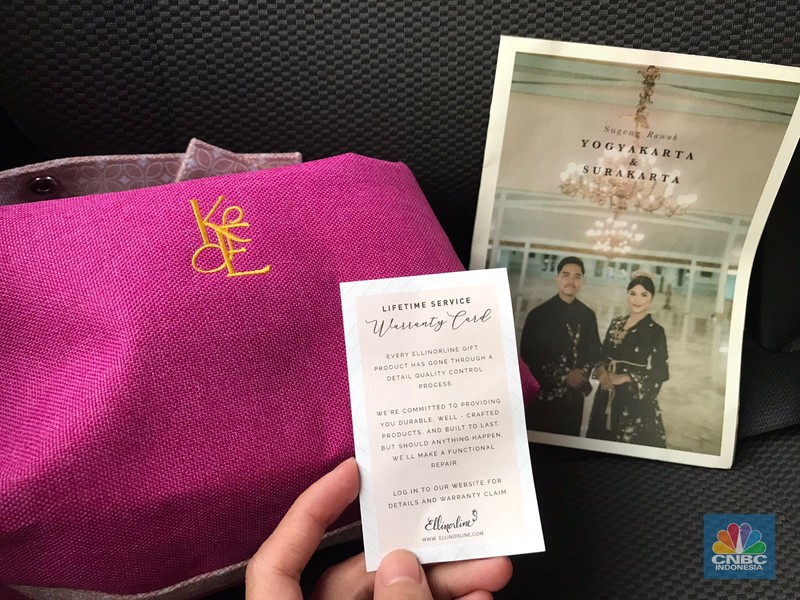 K&E
Sugeng Rawuh
YOGYAKARTA
&
SURAKARTA
LIFETIME SERVICE
Warranty Card
EVERY ELLINORLINE GIFT
PRODUCT HAS GONE THROUGH A
DETAIL QUALITY CONTROL
PROCESS.
WE'RE COMMITTED TO PROVIDING
YOU DURABLE, WELL - CRAFTED
PRODUCTS, AND BUILT TO LAST
BUT SHOULD ANYTHING HAPPEN,
WE'LL MAKE A FUNCTIONAL
REPAIR.
LOG IN TO OUR WEBSITE FOR
DETAILS AND WARRANTY CLAIM
Ellinorline
WWW.ELLINORLINE.COM
CNBC
INDONESIA